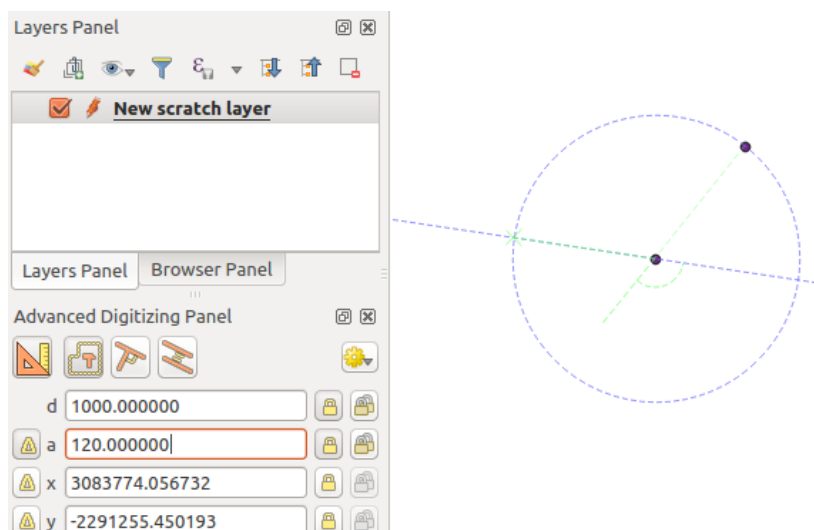 Layers Panel
New scratch layer
Layers Panel Browser Panel
Advanced Digitizing Panel
d 1000.000000
a 120.000000
x 3083774.056732
y -2291255.450193